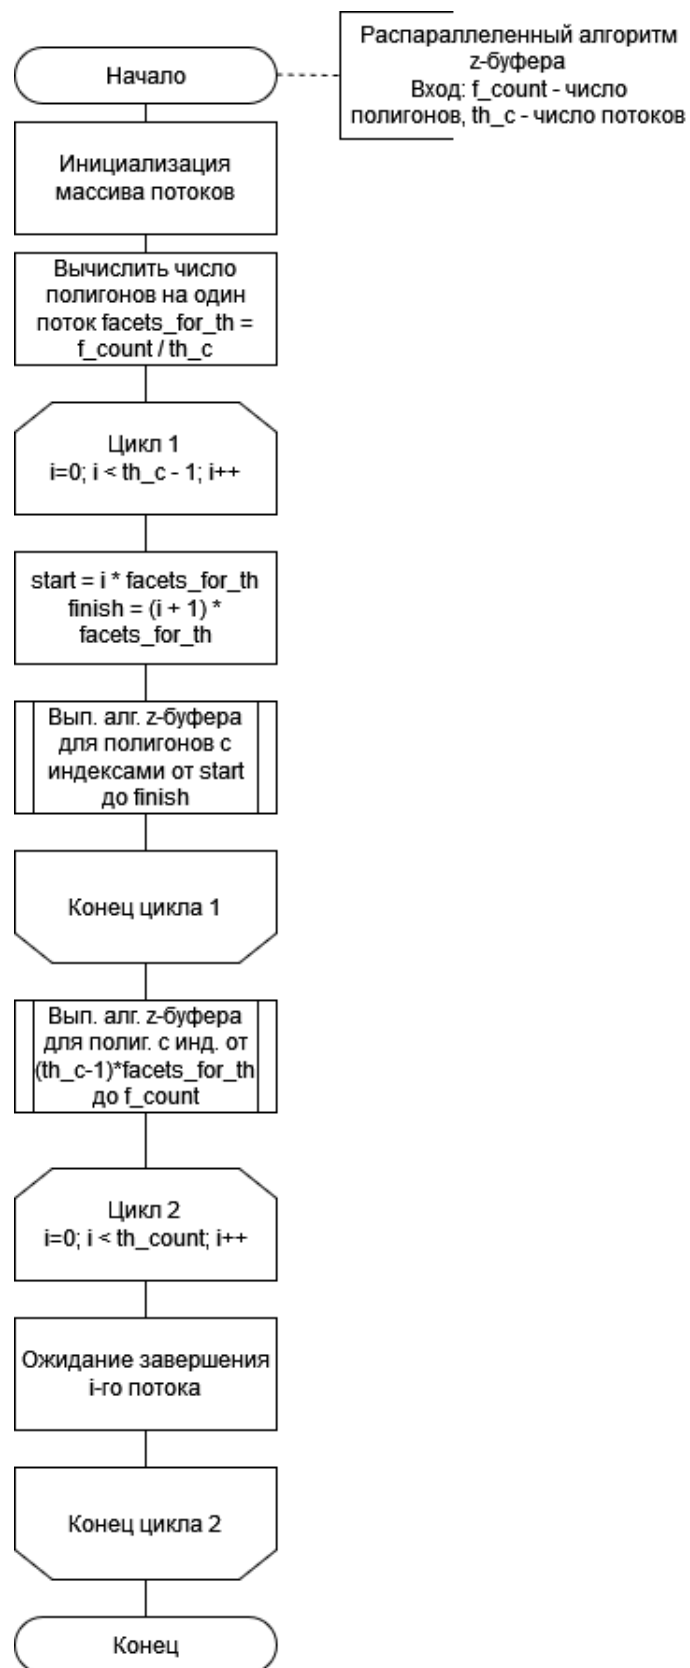 Начало
Распараллеленный алгоритм
z-буфера
Вход: f_count - число
полигонов, th_c - число потоков
Инициализация
массива потоков
Вычислить число
полигонов на один
поток facets_for_th =
f_count / th_c
Цикл 1
i=0; i < th_c - 1; i++
start = i * facets_for_th
finish = (i + 1) *
facets_for_th
Вып. алг. z-буфера
для полигонов с
индексами от start
до finish
Конец цикла 1
Вып. алг. z-буфера
для полиг. с инд. от
(th_c-1)*facets_for_th
до f_count
Цикл 2
i=0; i < th_count; i++
Ожидание завершения
i-го потока
Конец цикла 2
Конец